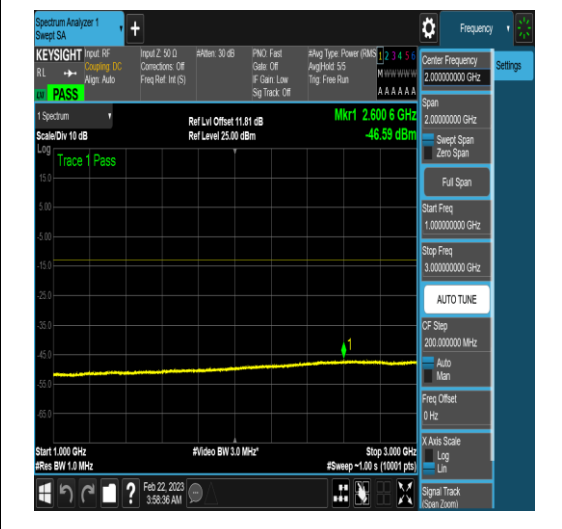 Spectrum Analyzer 1
Swept SA
Frequency
KEYSIGHT
RL
Input: RF
Coupling: DC
Align: Auto
Input Z: 50 Ω
Corrections: Off
Freq Ref: Int (S)
#Atten: 30 dB
PNO: Fast
Gate: Off
IF Gain: Low
Sig Track: Off
#Avg Type: Power (RMS
Avg|Hold: 5/5
Trig: Free Run
1 2 3 4 5 6
M w w w w w
A A A A A A
PASS
1 Spectrum
Scale/Div 10 dB
Ref Lvl Offset 11.81 dB
Ref Level 25.00 dBm
Mkr1 2.600 6 GHz
-46.59 dBm
Log
Trace 1 Pass
15.0
5.00
-5.00
-15.0
-25.0
-35.0
-45.0
-55.0
-65.0
1
Start 1.000 GHz
#Res BW 1.0 MHz
#Video BW 3.0 MHz*
Stop 3.000 GHz
#Sweep ~1.00 s (10001 pts)
Feb 22, 2023
3:58:36 AM
?
Center Frequency
2.000000000 GHz
Settings
Span
2.00000000 GHz
Swept Span
Zero Span
Full Span
Start Freq
1.000000000 GHz
Stop Freq
3.000000000 GHz
AUTO TUNE
CF Step
200.000000 MHz
Auto
Man
Freq Offset
0 Hz
X Axis Scale
Log
Lin
Signal Track
(Span Zoom)